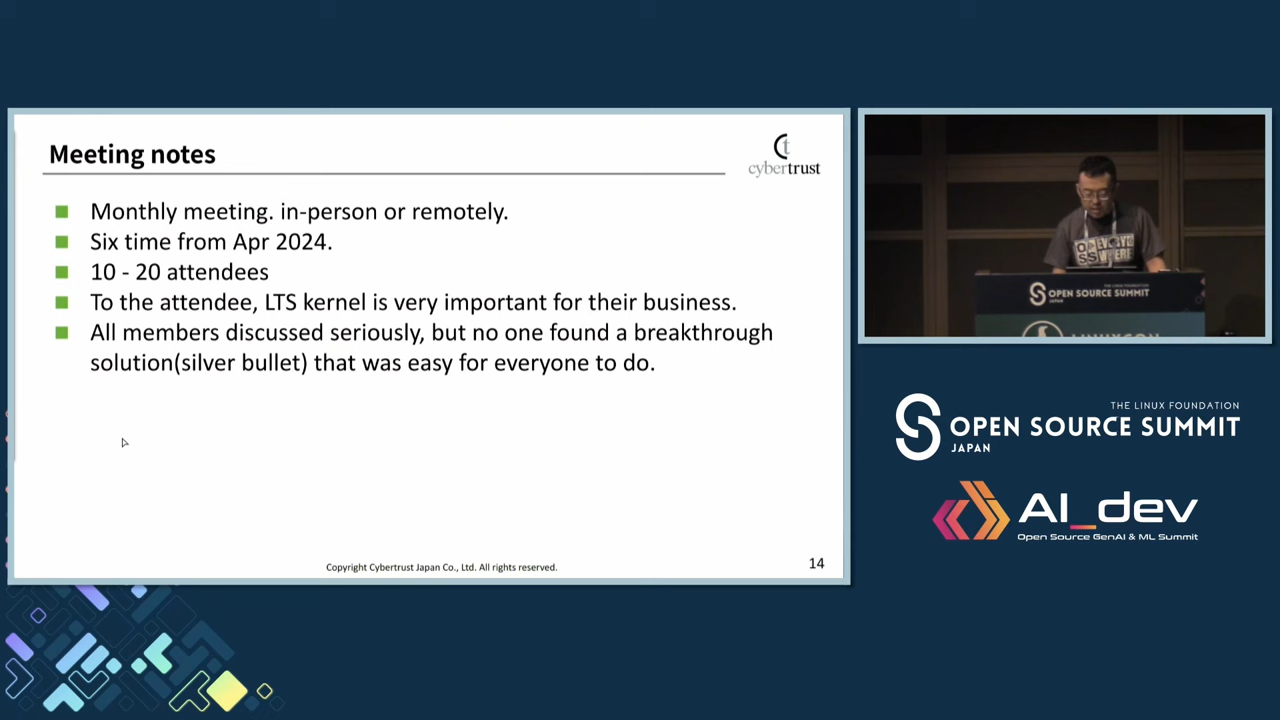 Meeting notes
cybertrust
Monthly meeting. in-person or remotely.
Six time from Apr 2024.
10 - 20 attendees
To the attendee, LTS kernel is very important for their business.
All members discussed seriously, but no one found a breakthrough
solution(silver bullet) that was easy for everyone to do.
Copyright Cybertrust Japan Co., Ltd. All rights reserved.
14
OPEN SOURCE SUMMIT
JAPAN
THE LINUX FOUNDATION
OPEN SOURCE SUMMIT
JAPAN
AI_dev
Open Source GenAI & ML Summit